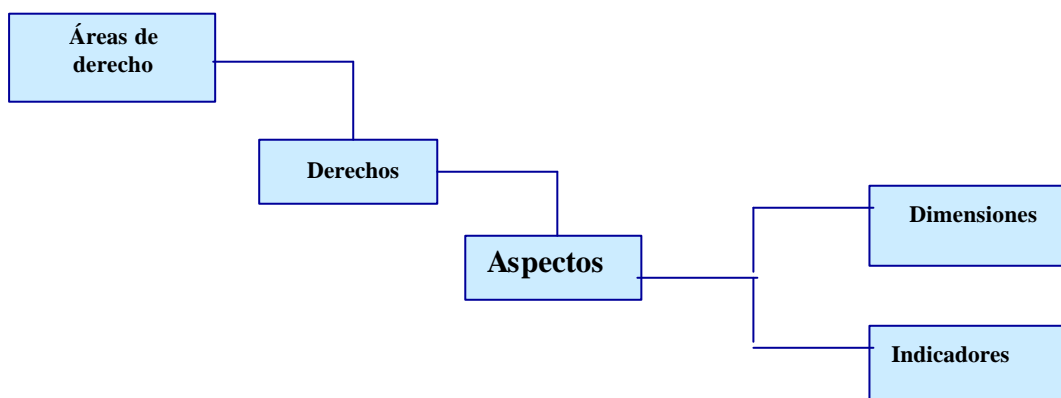 Áreas de
derecho
Derechos
Aspectos
Dimensiones
Indicadores